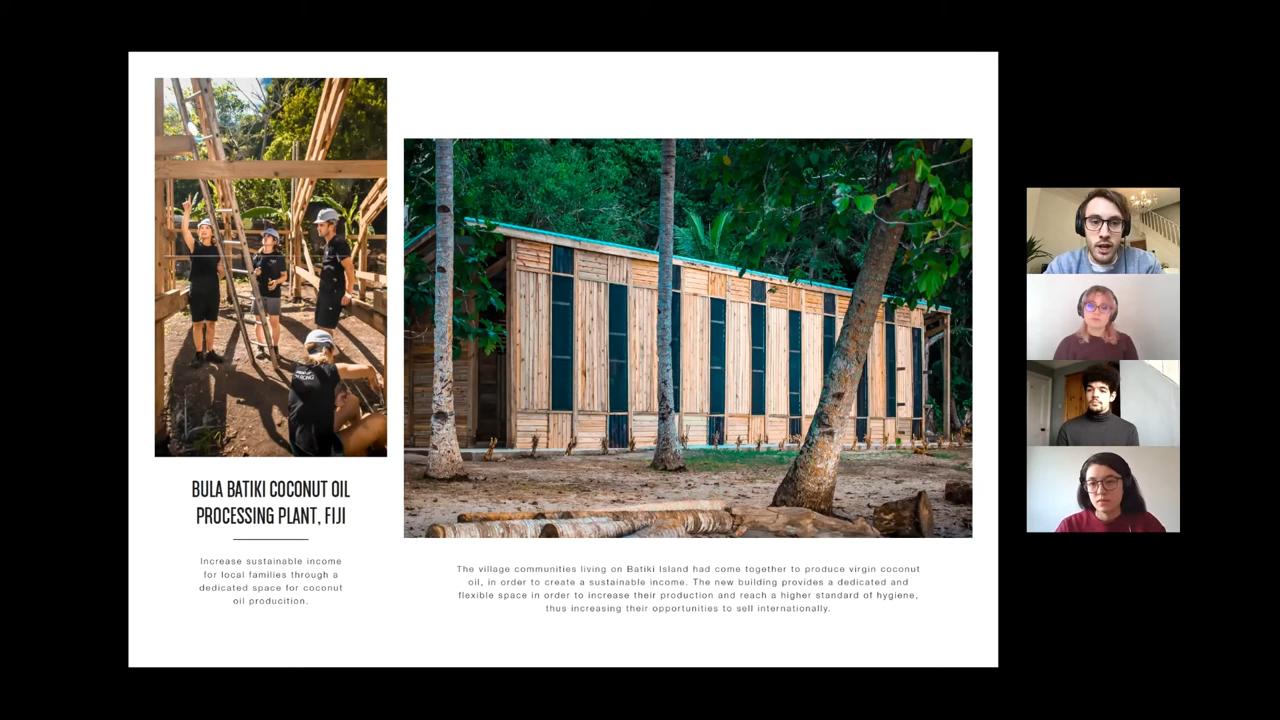 BULA BATIKI COCONUT OIL
PROCESSING PLANT, FIJI
Increase sustainable income
for local families through a
dedicated space for coconut
oil producition.
The village communities living on Batiki Island had come together to produce virgin coconut
oil, in order to create a sustainable income. The new building provides a dedicated and
flexible space in order to increase their production and reach a higher standard of hygiene,
thus increasing their opportunities to sell internationally.